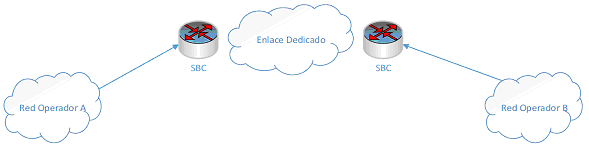 Enlace Dedicado
SBC
SBC
Red Operador A
Red Operador B